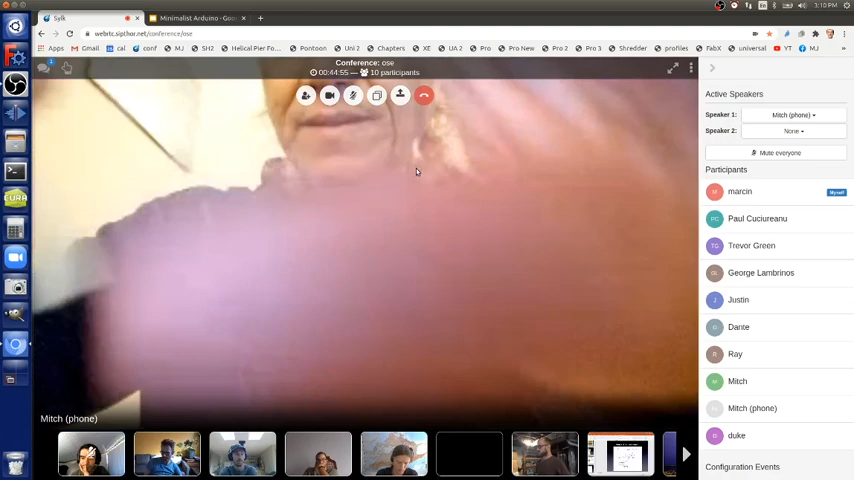 3:10 PM
Sylk
Minimalist Arduino - Goo
webrtc.sipthor.net/conference/ose
Apps
Gmail
cal
conf
MJ
SH2
Helical Pier Fo...
Pontoon
Uni 2
Chapters
XE
UA 2
Pro
Pro New
Pro 2
Pro 3
Shredder
profiles
FabX
universal
YT
MJ
Conference: ose
00:44:55 — 10 participants
Active Speakers
Speaker 1: Mitch (phone)
Speaker 2: None
Mute everyone
Participants
marcin
Myself
PC Paul Cuciureanu
TG Trevor Green
GL George Lambrinos
J Justin
D Dante
R Ray
M Mitch
M Mitch (phone)
D duke
Configuration Events
Mitch (phone)
CURA